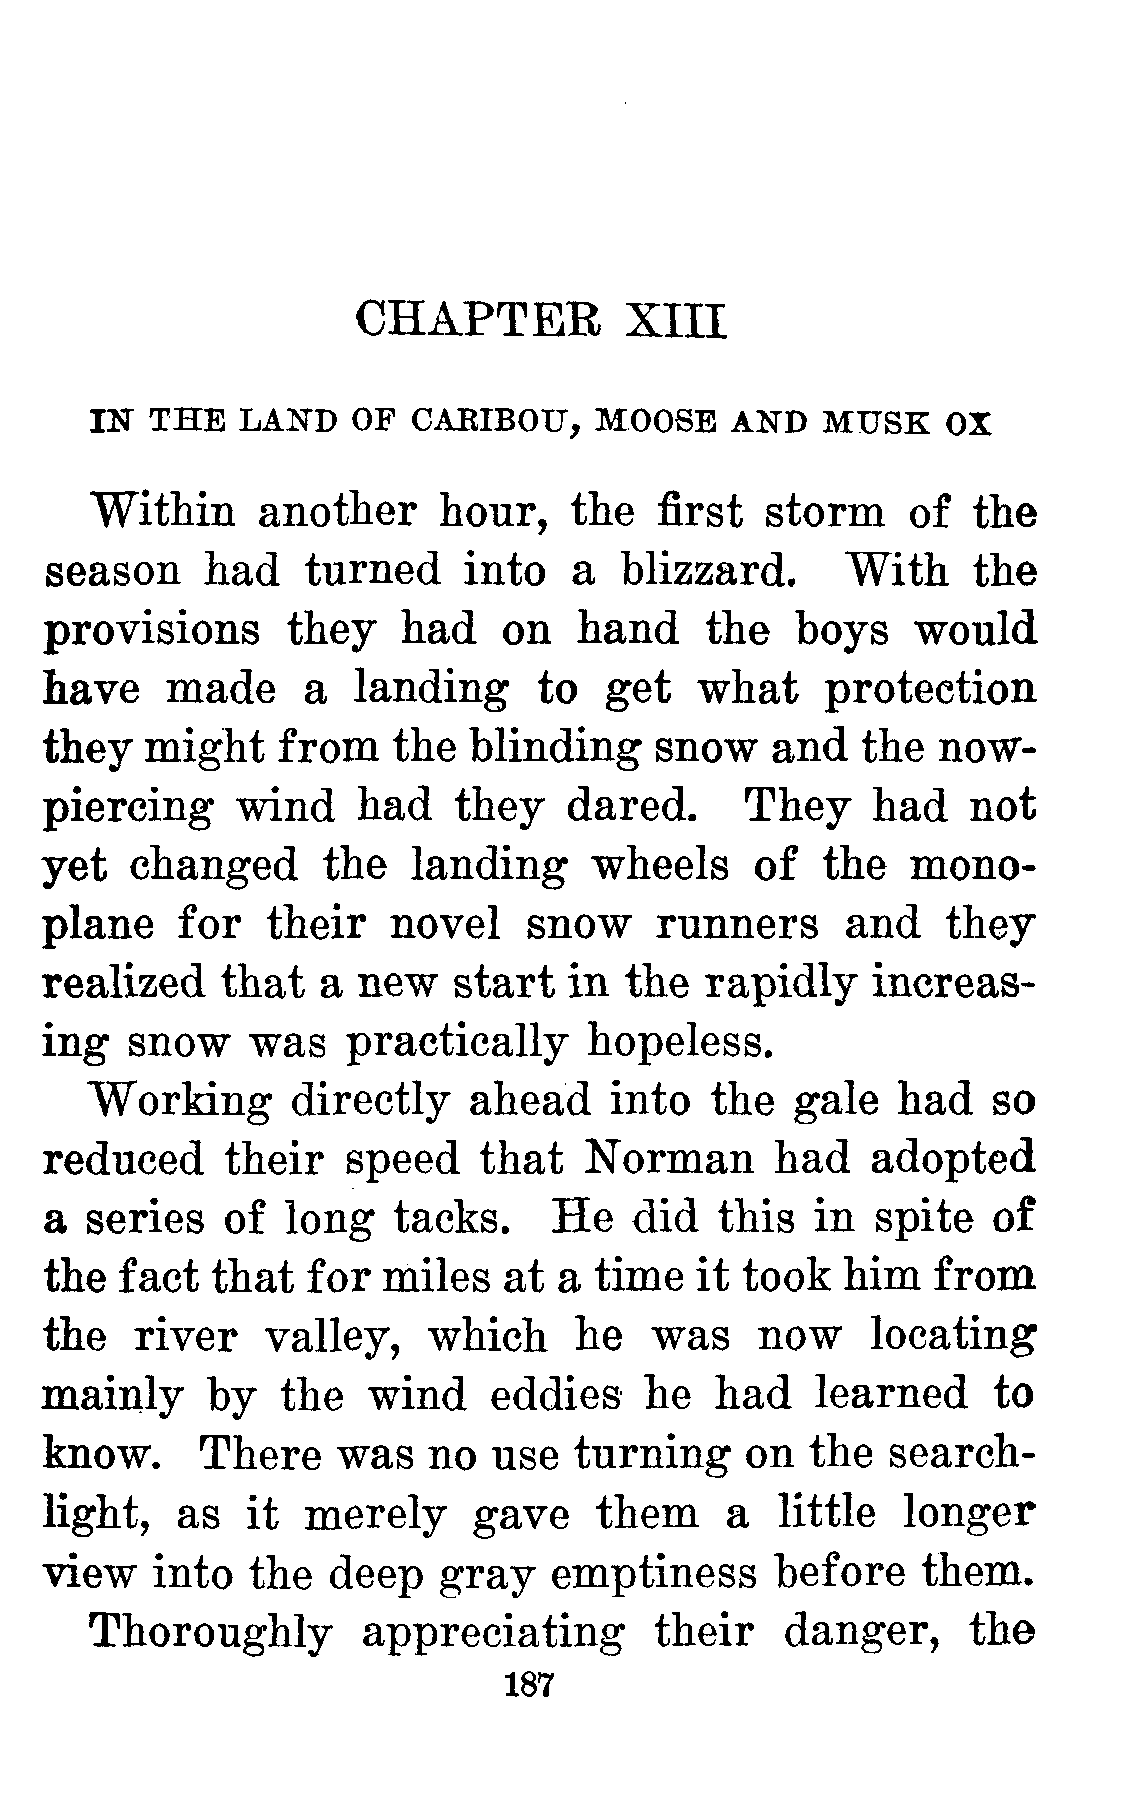 CHAPTER XIII
IN THE LAND OF CARIBOU, MOOSE AND MUSK OX
Within another hour, the first storm of the
season had turned into a blizzard. With the
provisions they had on hand the boys would
have made a landing to get what protection
they might from the blinding snow and the now-
piercing wind had they dared. They had not
yet changed the landing wheels of the mono-
plane for their novel snow runners and they
realized that a new start in the rapidly increas-
ing snow was practically hopeless.
Working directly ahead into the gale had so
reduced their speed that Norman had adopted
a series of long tacks. He did this in spite of
the fact that for miles at a time it took him from
the river valley, which he was now locating
mainly by the wind eddies he had learned to
know. There was no use turning on the search-
light, as it merely gave them a little longer
view into the deep gray emptiness before them.
Thoroughly appreciating their danger, the
187